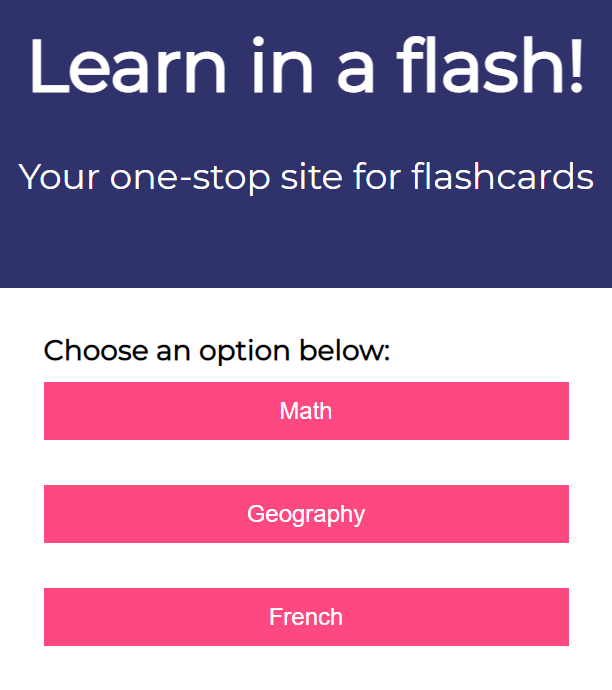 Learn in a flash!
Your one-stop site for flashcards
Choose an option below:
Math
Geography
French